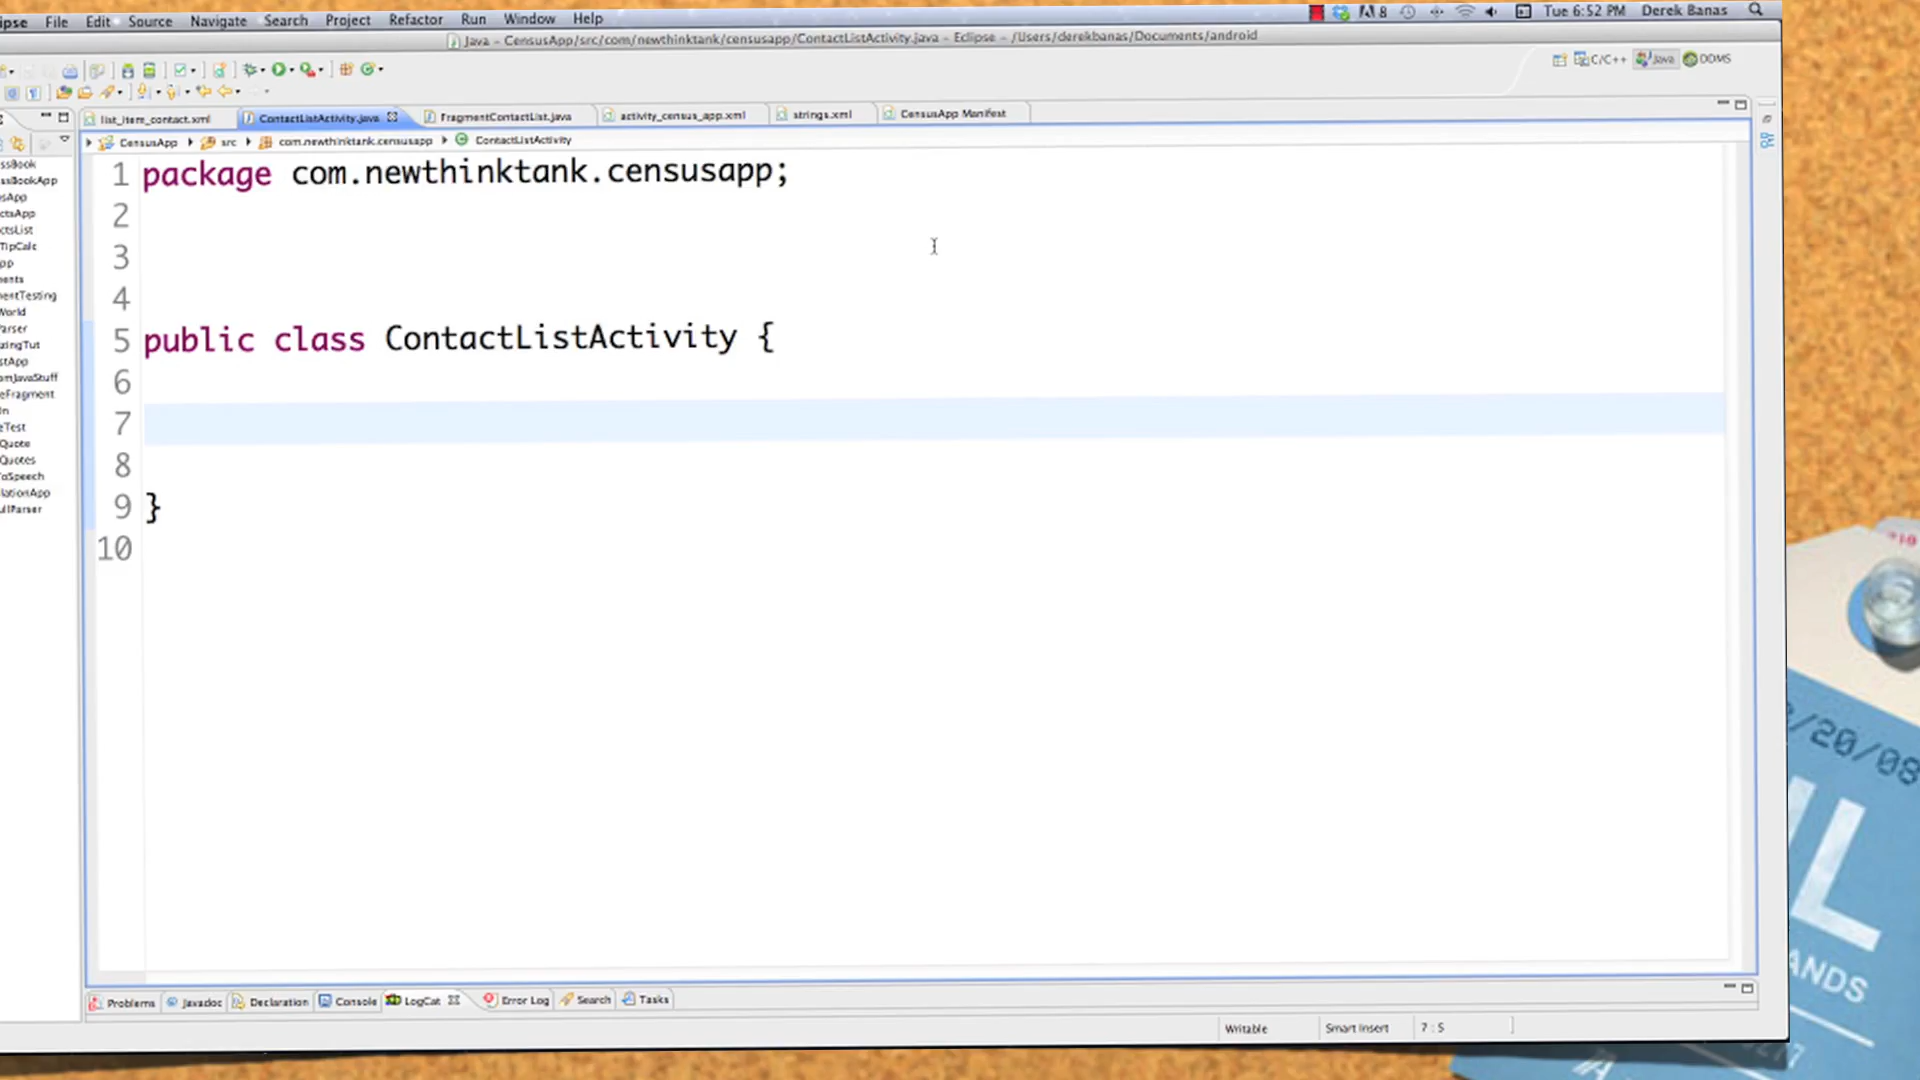 File Edit Source Navigate Search Project Refactor Run Window Help
8 Tue 6:52 PM Derek Banas
Java – CensusApp/src/com/newthinktank/censusapp/ContactListActivity.java – Eclipse – /Users/derekbanas/Documents/android
C/C++ Java DDMS
list_item_contact.xml ContactListActivity.java FragmentContactList.java activity_census_app.xml strings.xml CensusApp Manifest
CensusApp src com.newthinktank.censusapp ContactListActivity
1 package com.newthinktank.censusapp;
2
3
4
5 public class ContactListActivity {
6
7
8
9 }
10
Problems Javadoc Declaration Console LogCat Error Log Search Tasks
Writable Smart Insert 7 : 5
/20/08
ANDS